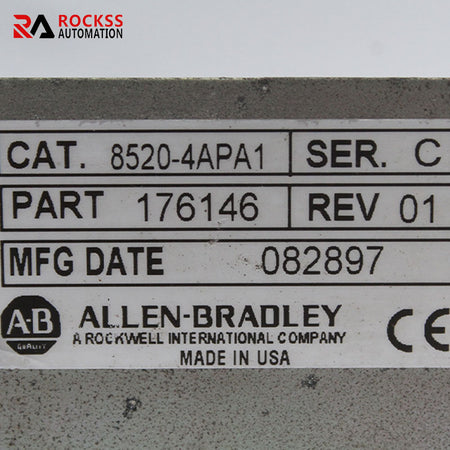 ROCKSS
AUTOMATION
CAT. 8520-4APA1 SER. C
PART 176146 REV 01
MFG DATE 082897
A-B
QUALITY
ALLEN-BRADLEY
A ROCKWELL INTERNATIONAL COMPANY
MADE IN USA
CE